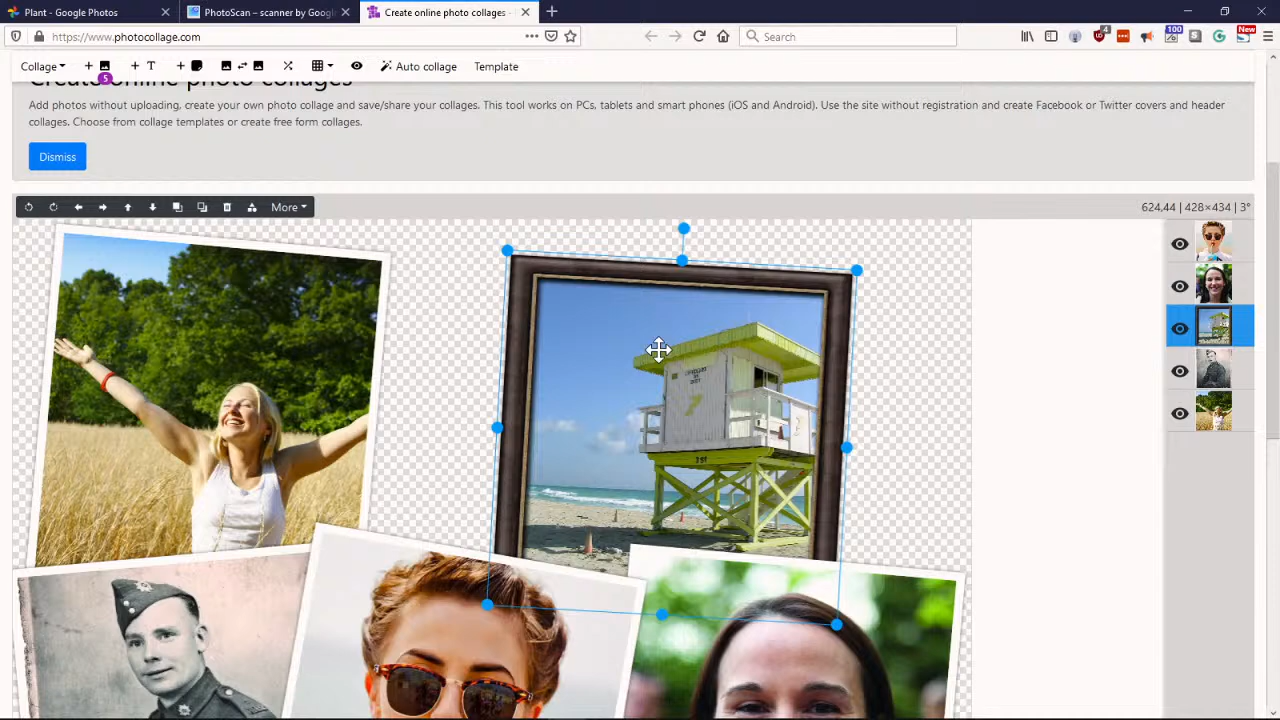 Plant - Google Photos
PhotoScan – scanner by Googl
Create online photo collages -
https://www.photocollage.com
Search
4
100
New
Collage
T
Auto collage
Template
5
Create online photo collages
Add photos without uploading, create your own photo collage and save/share your collages. This tool works on PCs, tablets and smart phones (iOS and Android). Use the site without registration and create Facebook or Twitter covers and header
collages. Choose from collage templates or create free form collages.
Dismiss
More
624,44 | 428×434 | 3°
1st